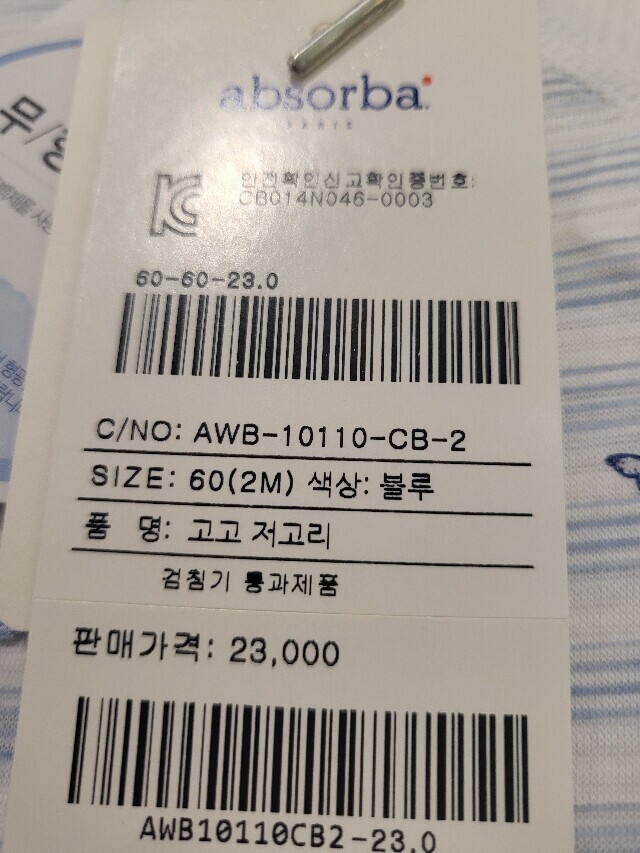 absorba
PARIS
무/형
안전확인신고확인증번호:
CB014N046-0003
60-60-23.0
C/NO: AWB-10110-CB-2
SIZE: 60(2M) 색상: 블루
품 명: 고고 저고리
검침기 통과제품
판매가격: 23,000
AWB10110CB2-23.0